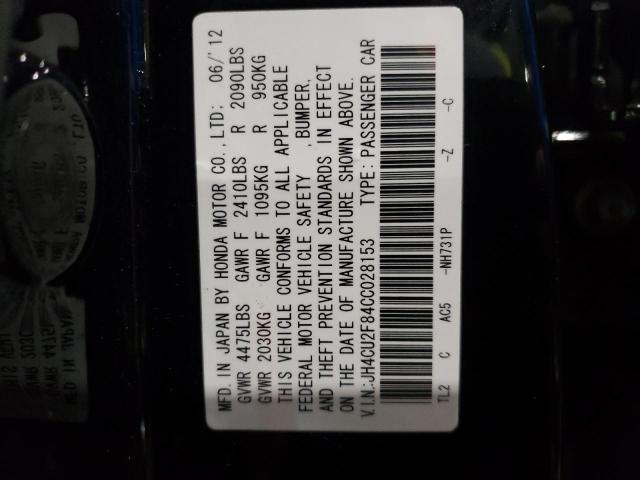 MFD. IN JAPAN BY HONDA MOTOR CO., LTD: 06/'12
GVWR 4475LBS GAWR F 2410LBS R 2090LBS
GVWR 2030KG GAWR F 1095KG R 950KG
THIS VEHICLE CONFORMS TO ALL APPLICABLE
FEDERAL MOTOR VEHICLE SAFETY ,BUMPER,
AND THEFT PREVENTION STANDARDS IN EFFECT
ON THE DATE OF MANUFACTURE SHOWN ABOVE.
V.I.N.:JH4CU2F84CC028153 TYPE: PASSENGER CAR
TL2 C AC5 -NH731P -Z -C